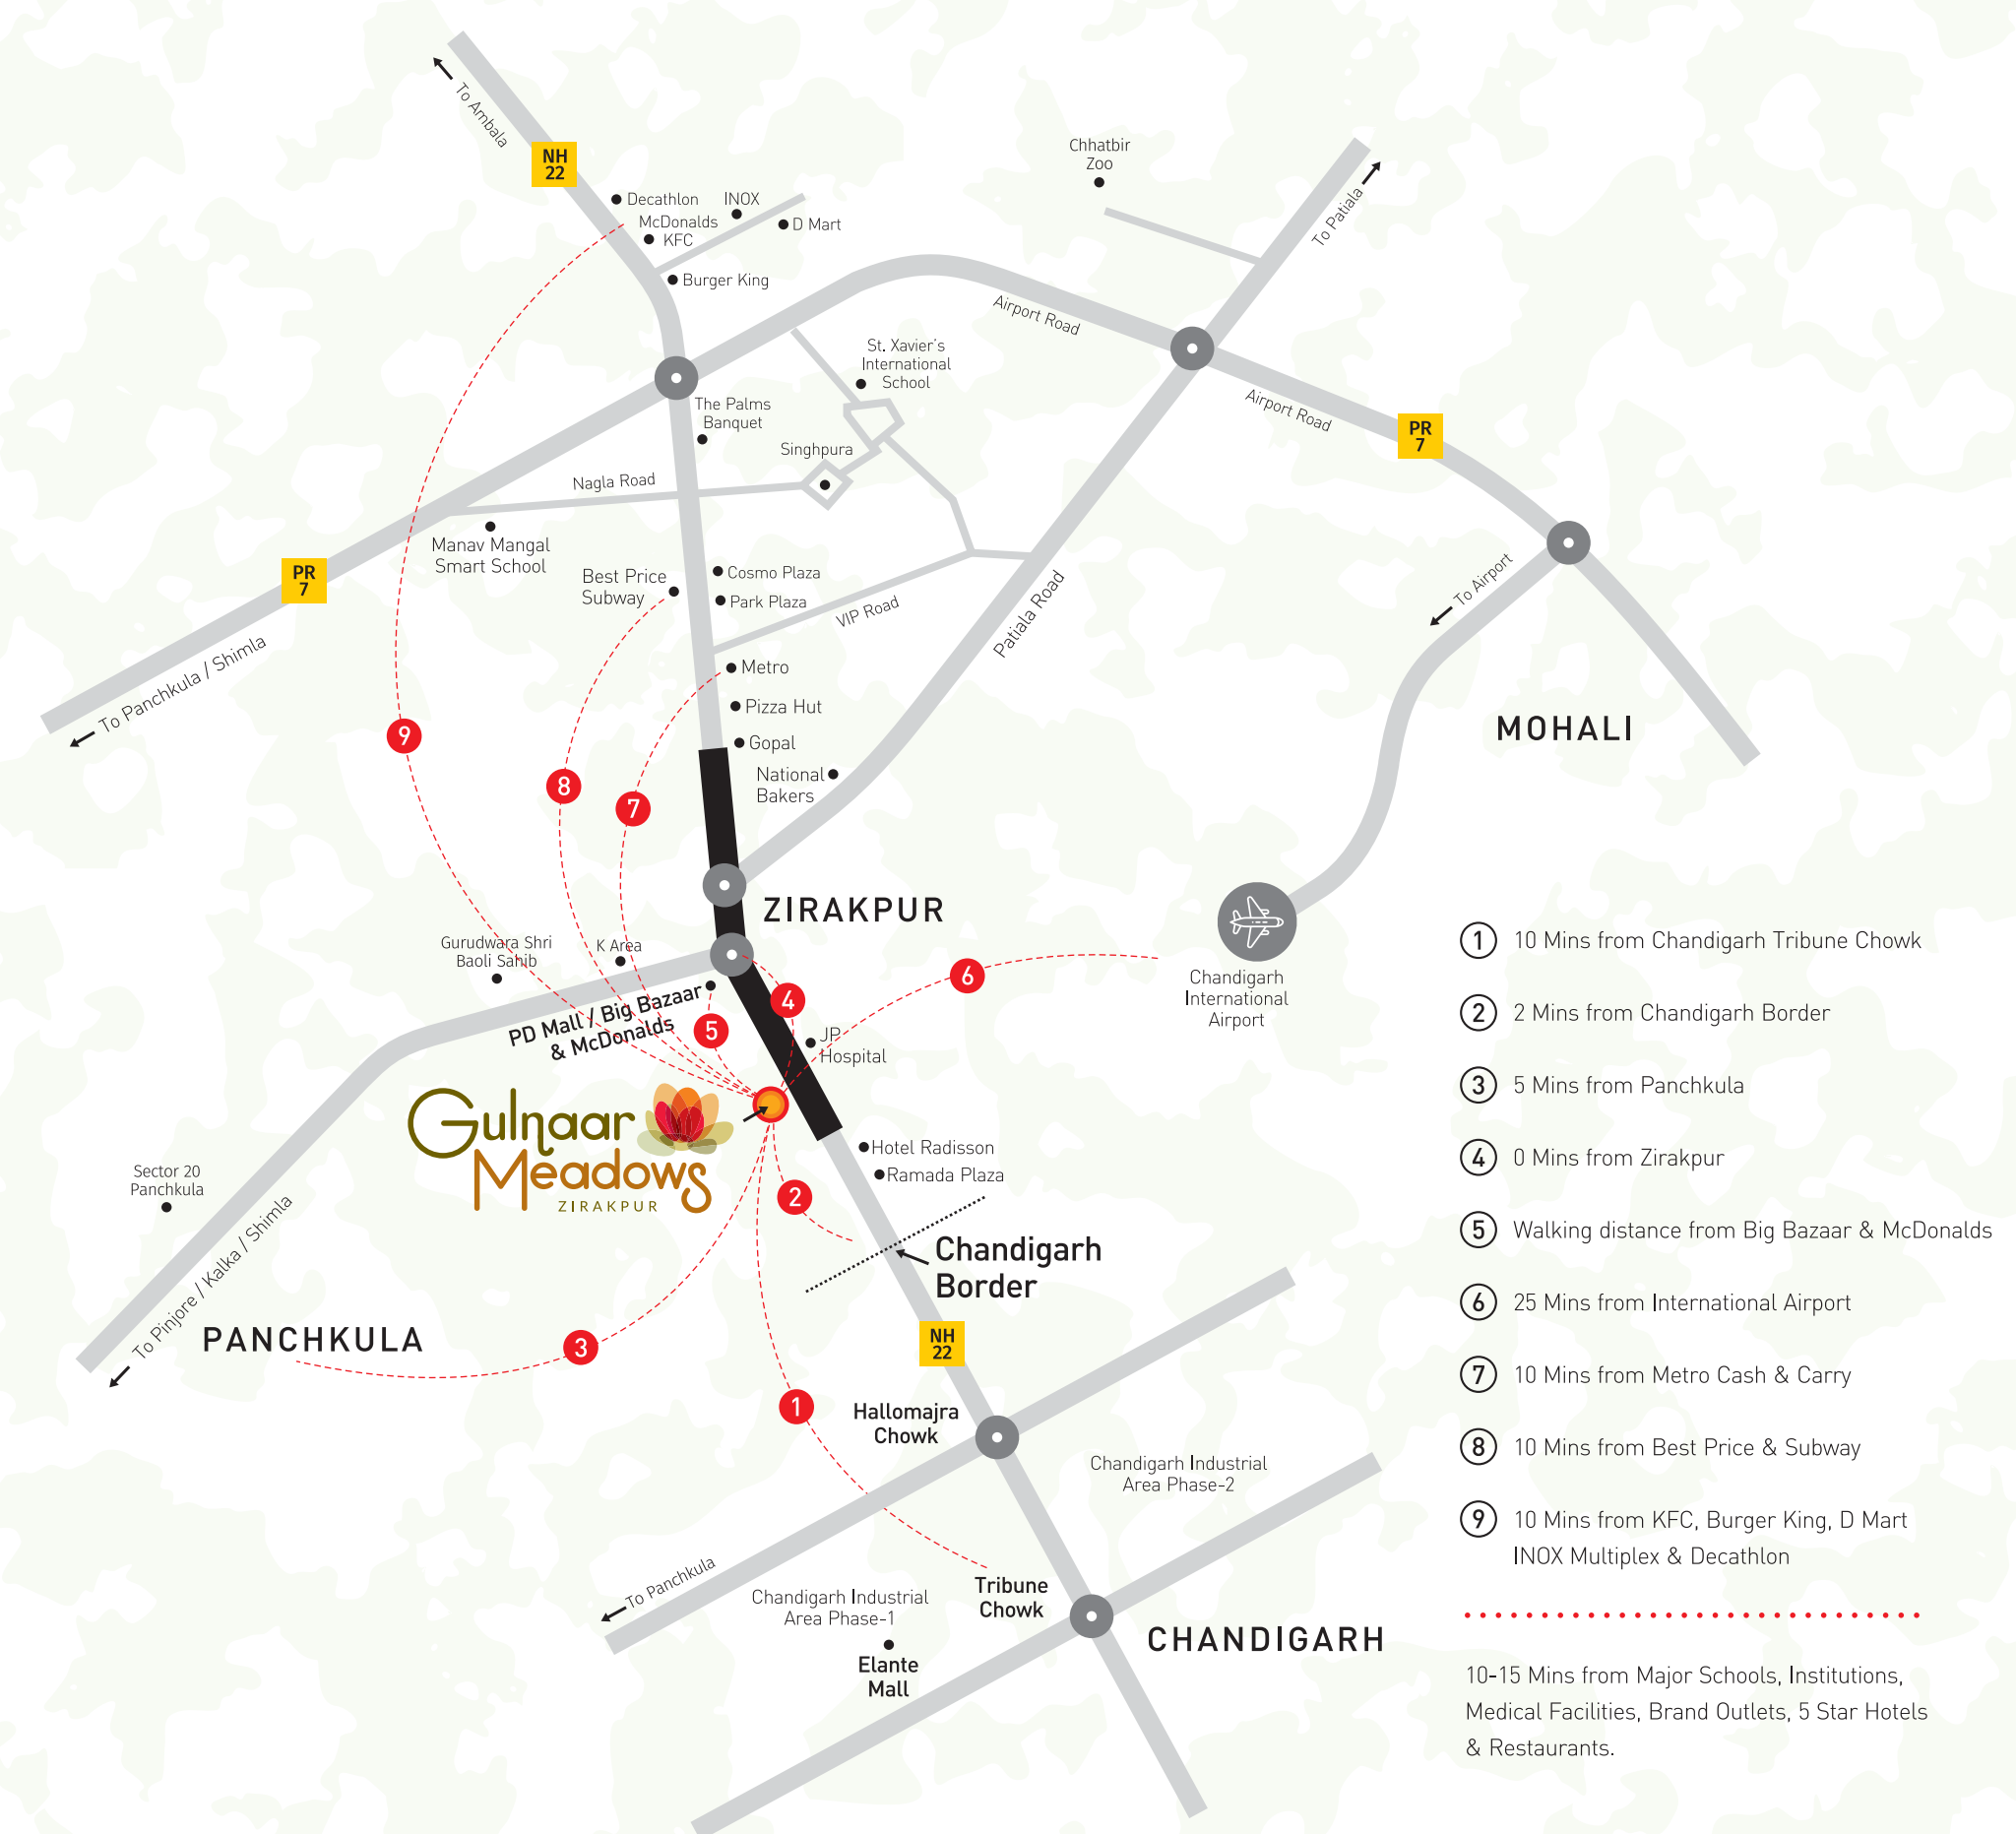 To Ambala
NH
22
Decathlon
INOX
McDonalds
KFC
D Mart
Burger King
Chhatbir
Zoo
To Patiala
Airport Road
St. Xavier's
International
School
The Palms
Banquet
Singhpura
Airport Road
PR
7
Nagla Road
Manav Mangal
Smart School
PR
7
Best Price
Subway
Cosmo Plaza
Park Plaza
VIP Road
Patiala Road
To Airport
To Panchkula / Shimla
Metro
Pizza Hut
Gopal
National
Bakers
MOHALI
9
8
7
ZIRAKPUR
Gurudwara Shri
Baoli Sahib
K Area
6
4
5
PD Mall / Big Bazaar
& McDonalds
JP
Hospital
Chandigarh
International
Airport
Gulnaar
Meadows
ZIRAKPUR
Hotel Radisson
Ramada Plaza
Sector 20
Panchkula
2
To Pinjore / Kalka / Shimla
Chandigarh
Border
PANCHKULA
3
NH
22
1
Hallomajra
Chowk
Chandigarh Industrial
Area Phase-2
To Panchkula
Chandigarh Industrial
Area Phase-1
Tribune
Chowk
Elante
Mall
CHANDIGARH
1 10 Mins from Chandigarh Tribune Chowk
2 2 Mins from Chandigarh Border
3 5 Mins from Panchkula
4 0 Mins from Zirakpur
5 Walking distance from Big Bazaar & McDonalds
6 25 Mins from International Airport
7 10 Mins from Metro Cash & Carry
8 10 Mins from Best Price & Subway
9 10 Mins from KFC, Burger King, D Mart
INOX Multiplex & Decathlon
10-15 Mins from Major Schools, Institutions,
Medical Facilities, Brand Outlets, 5 Star Hotels
& Restaurants.